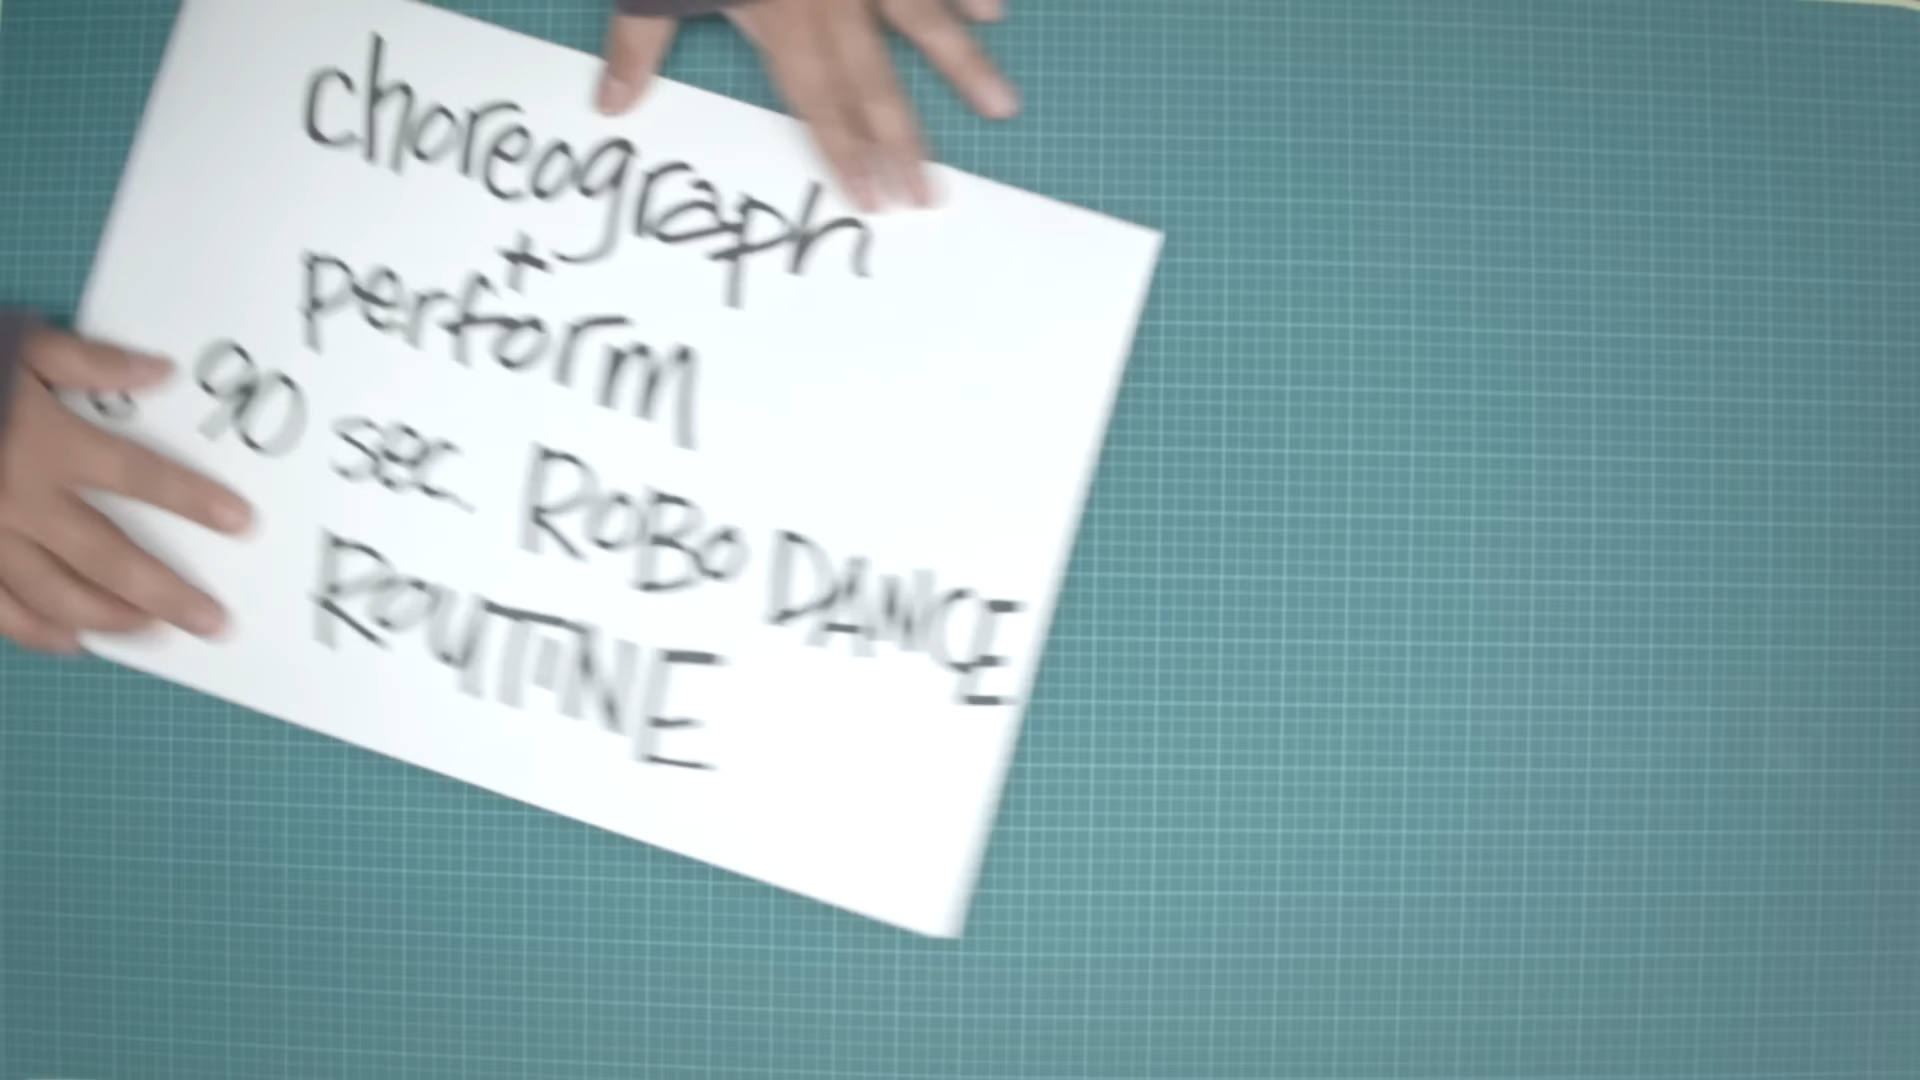 choreograph
+
perform
90 sec ROBO DANCE
ROUTINE